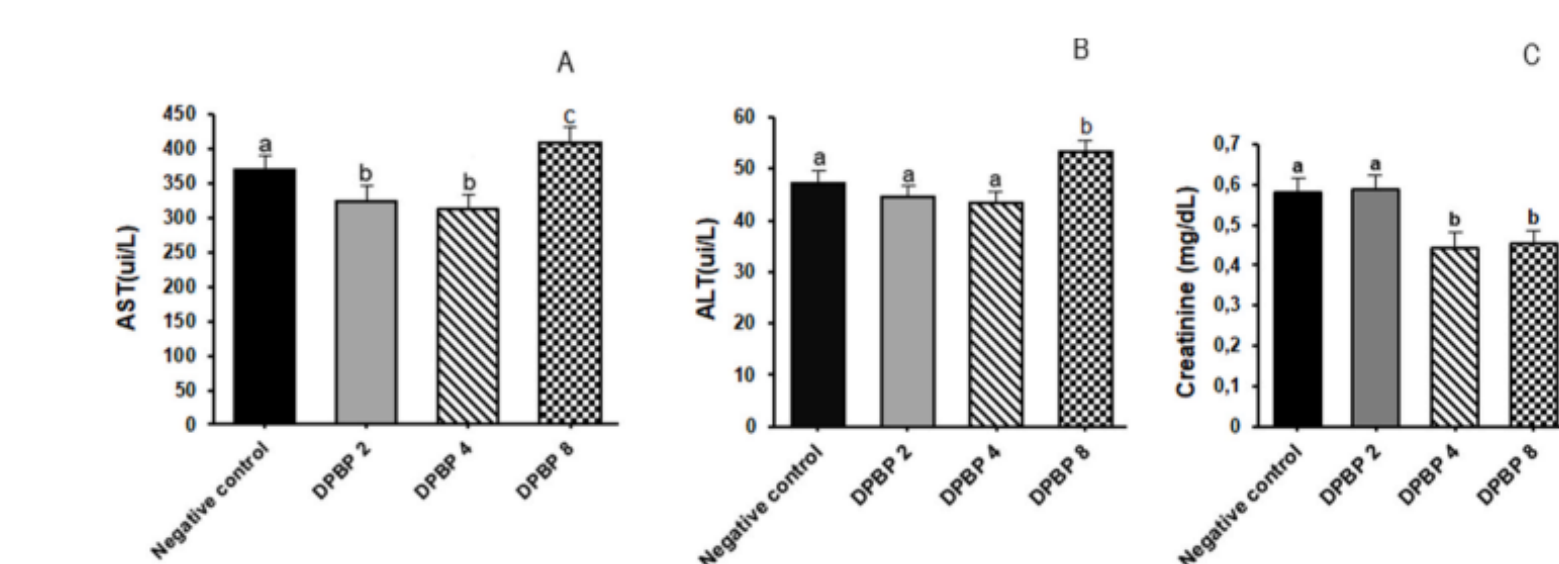 A
450
400
350
300
250
200
150
100
50
0
AST(ui/L)
a
b
b
c
Negative control
DPBP 2
DPBP 4
DPBP 8
B
60
50
40
30
20
10
0
ALT(ui/L)
a
a
a
b
Negative control
DPBP 2
DPBP 4
DPBP 8
C
0,7
0,6
0,5
0,4
0,3
0,2
0,1
0
Creatinine (mg/dL)
a
a
b
b
Negative control
DPBP 2
DPBP 4
DPBP 8